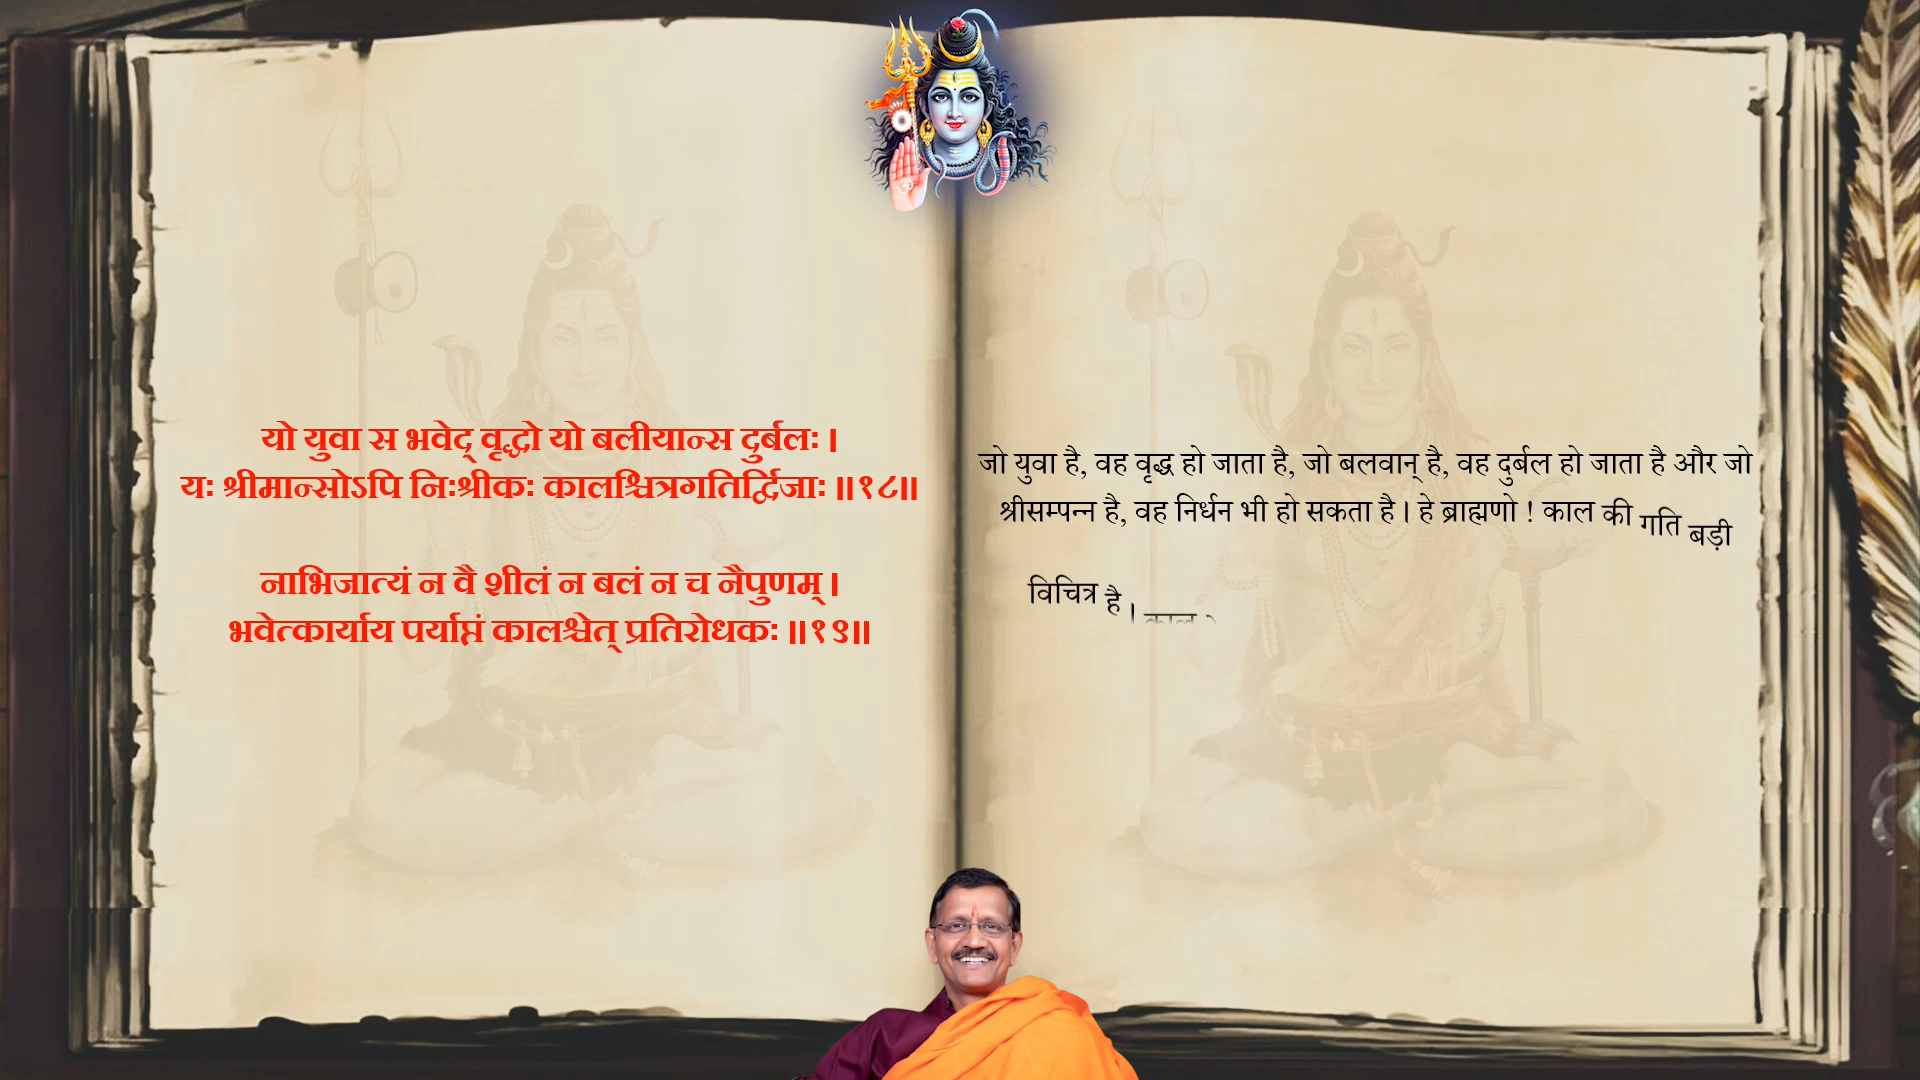 यो युवा स भवेद् वृद्धो यो बलीयान्स दुर्बलः ।
यः श्रीमान्सोऽपि निःश्रीकः कालश्चित्रगतिर्द्विजाः ॥१८॥
नाभिजात्यं न वै शीलं न बलं न च नैपुणम् ।
भवेत्कार्याय पर्याप्तं कालश्चेत् प्रतिरोधकः ॥१९॥
जो युवा है, वह वृद्ध हो जाता है, जो बलवान् है, वह दुर्बल हो जाता है और जो
श्रीसम्पन्न है, वह निर्धन भी हो सकता है । हे ब्राह्मणो ! काल की गति बड़ी
विचित्र है ।